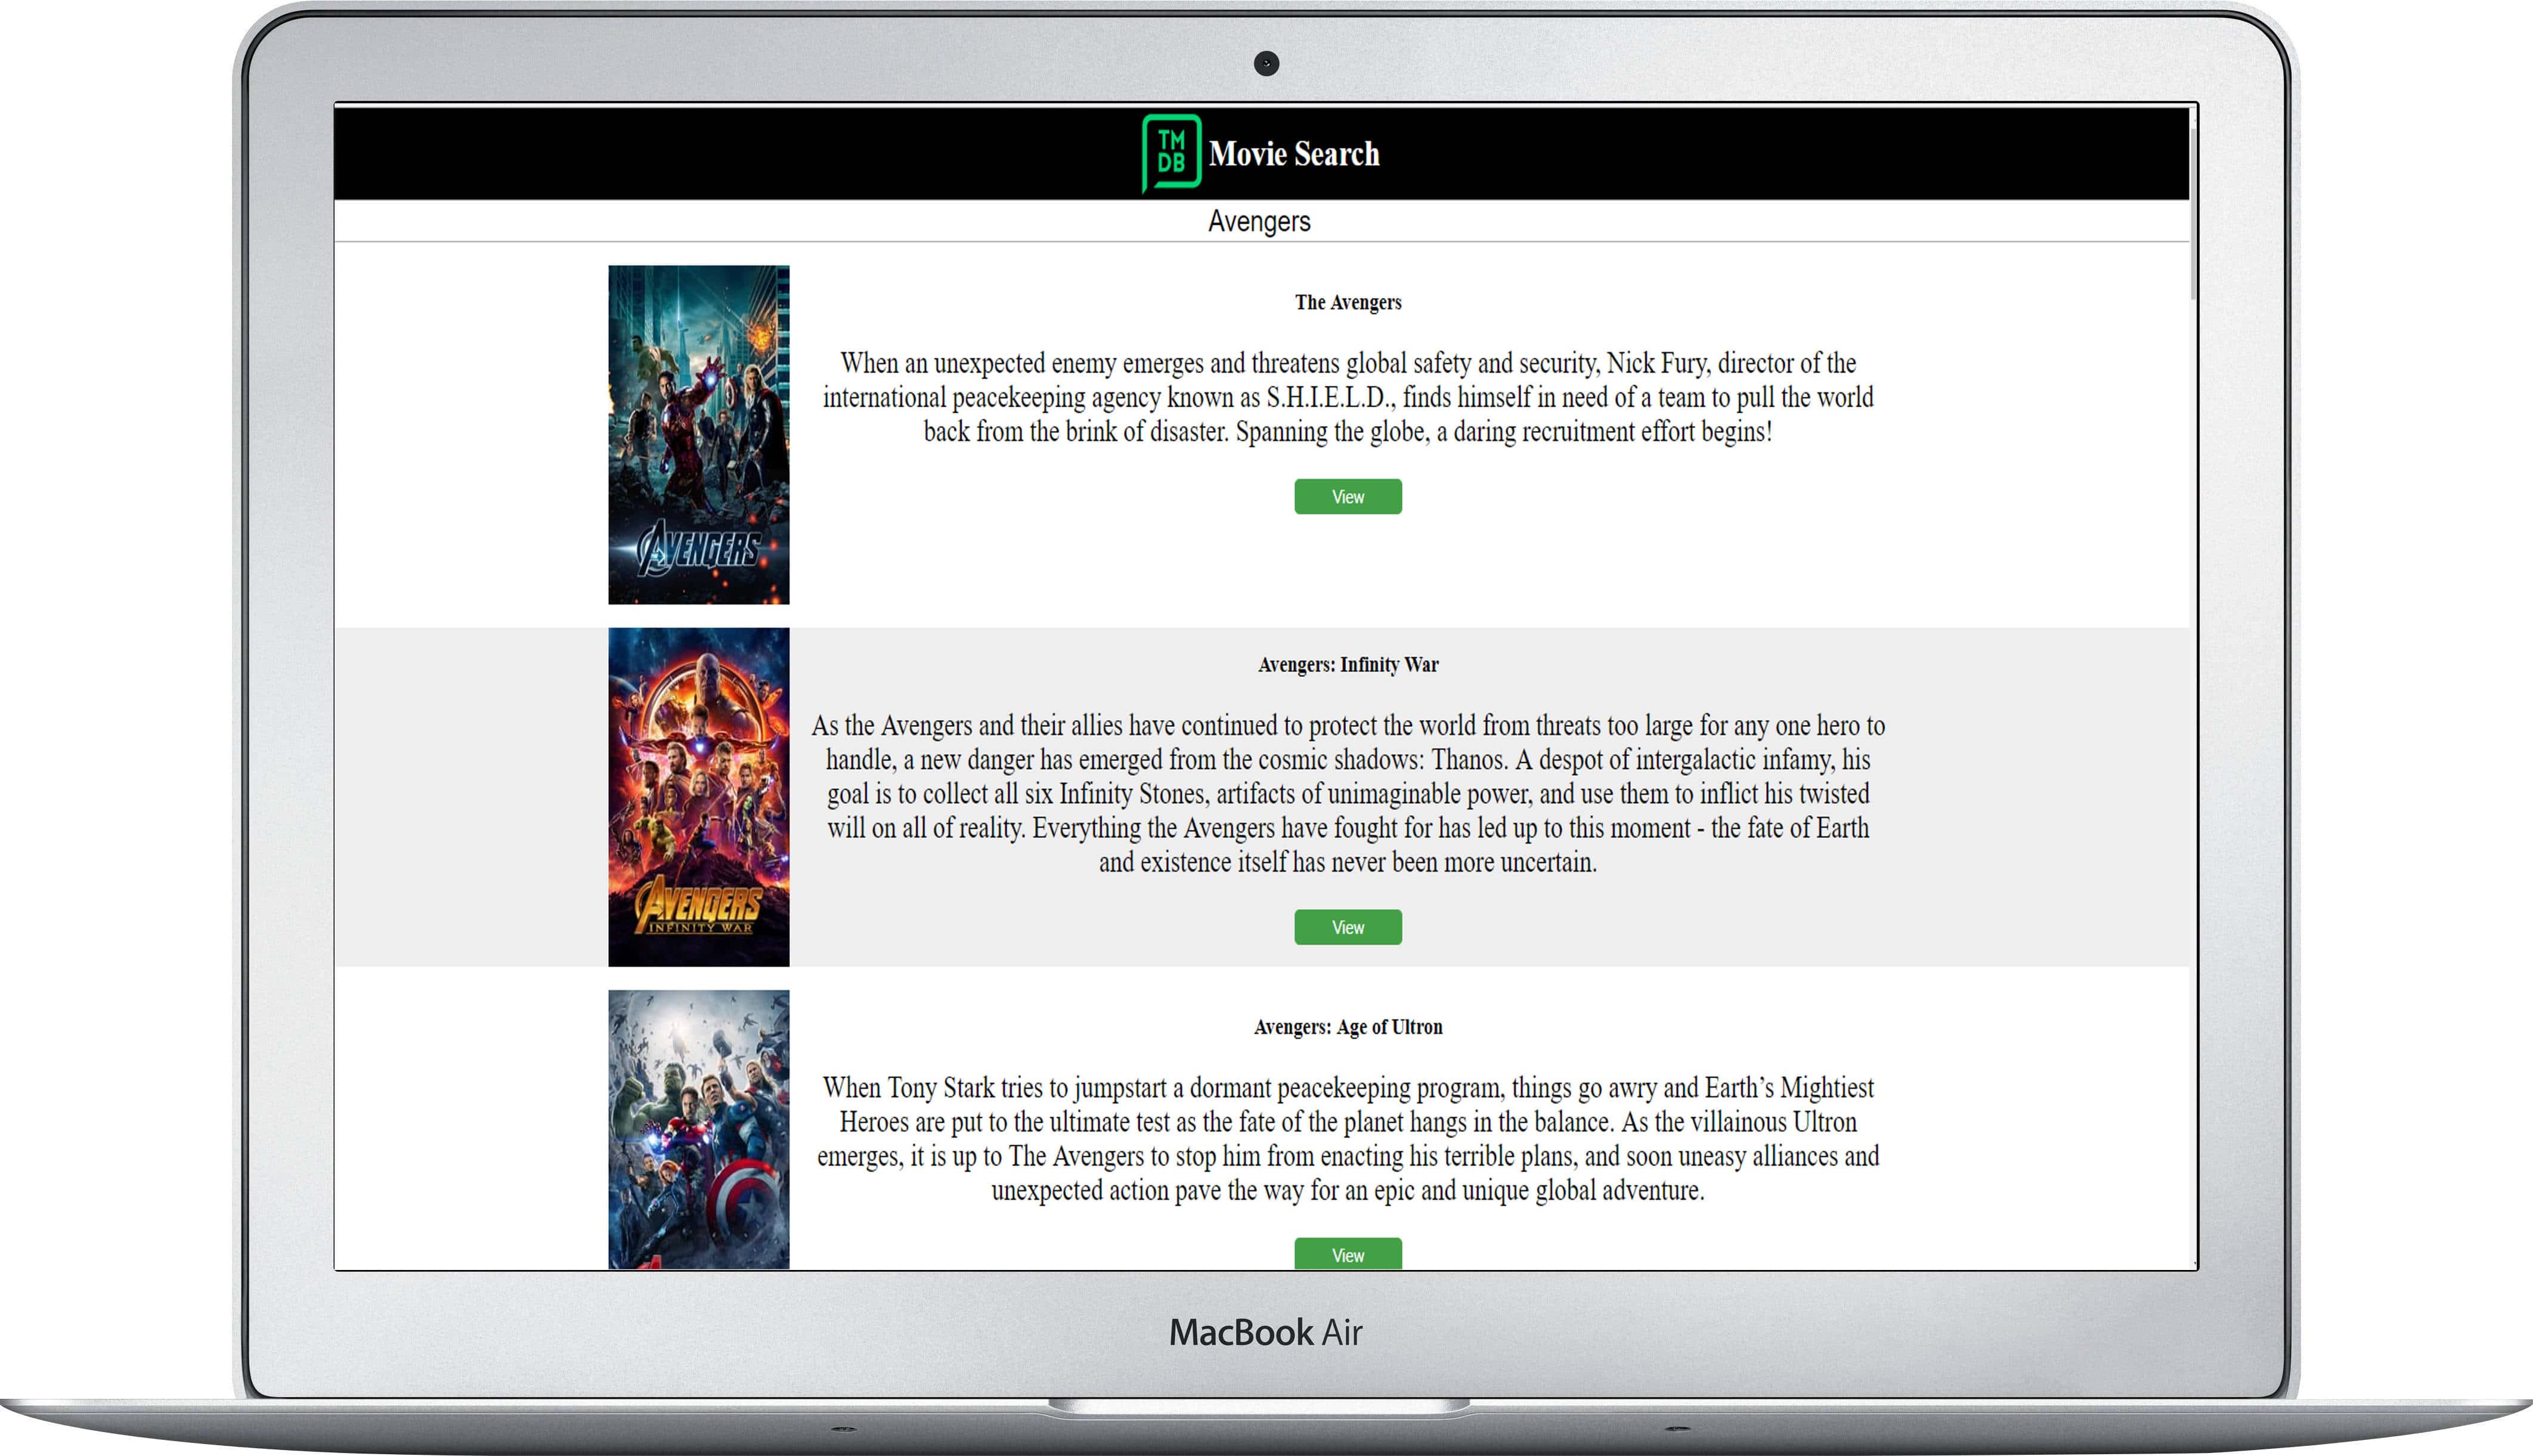 TM
DB
Movie Search
Avengers
The Avengers
When an unexpected enemy emerges and threatens global safety and security, Nick Fury, director of the
international peacekeeping agency known as S.H.I.E.L.D., finds himself in need of a team to pull the world
back from the brink of disaster. Spanning the globe, a daring recruitment effort begins!
View
AVENGERS
Avengers: Infinity War
As the Avengers and their allies have continued to protect the world from threats too large for any one hero to
handle, a new danger has emerged from the cosmic shadows: Thanos. A despot of intergalactic infamy, his
goal is to collect all six Infinity Stones, artifacts of unimaginable power, and use them to inflict his twisted
will on all of reality. Everything the Avengers have fought for has led up to this moment - the fate of Earth
and existence itself has never been more uncertain.
AVENGERS
INFINITY WAR
View
Avengers: Age of Ultron
When Tony Stark tries to jumpstart a dormant peacekeeping program, things go awry and Earth’s Mightiest
Heroes are put to the ultimate test as the fate of the planet hangs in the balance. As the villainous Ultron
emerges, it is up to The Avengers to stop him from enacting his terrible plans, and soon uneasy alliances and
unexpected action pave the way for an epic and unique global adventure.
View
MacBook Air